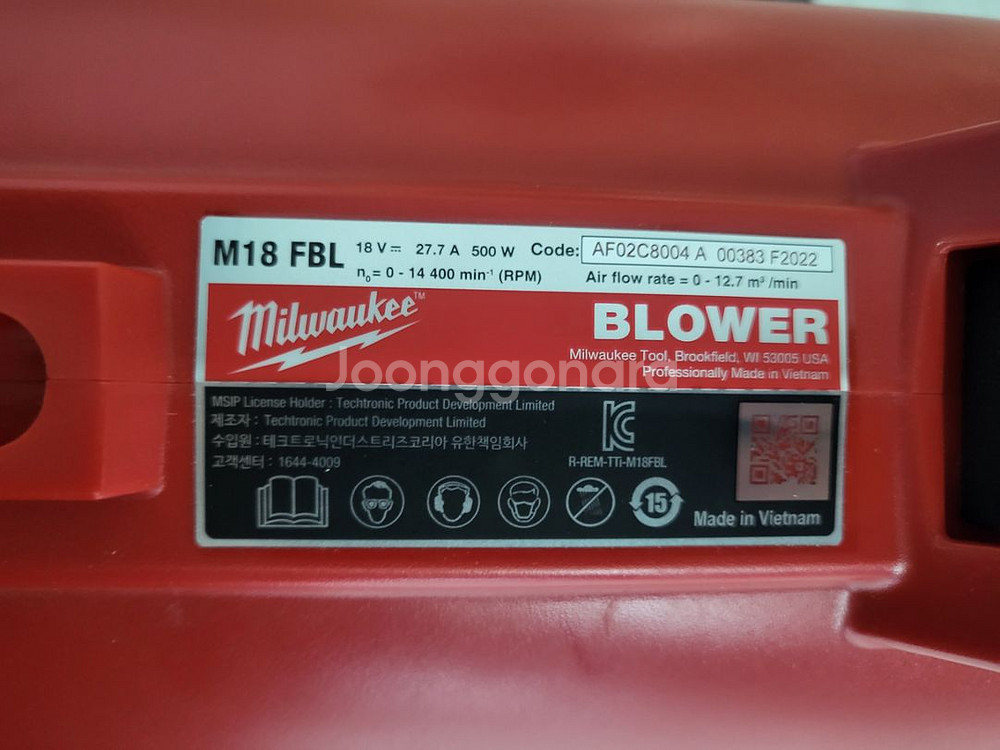 M18 FBL 18 V⎓ 27.7 A 500 W Code: AF02C8004 A 00383 F2022
n₀= 0 - 14 400 min⁻¹ (RPM) Air flow rate = 0 - 12.7 m³/min
Milwaukee™
BLOWER
Milwaukee Tool, Brookfield, WI 53005 USA
Professionally Made in Vietnam
Joonggonara
MSIP License Holder : Techtronic Product Development Limited
제조자 : Techtronic Product Development Limited
수입원 : 테크트로닉인더스트리즈코리아 유한책임회사
고객센터 : 1644-4009
R-REM-TTi-M18FBL
15
Made in Vietnam